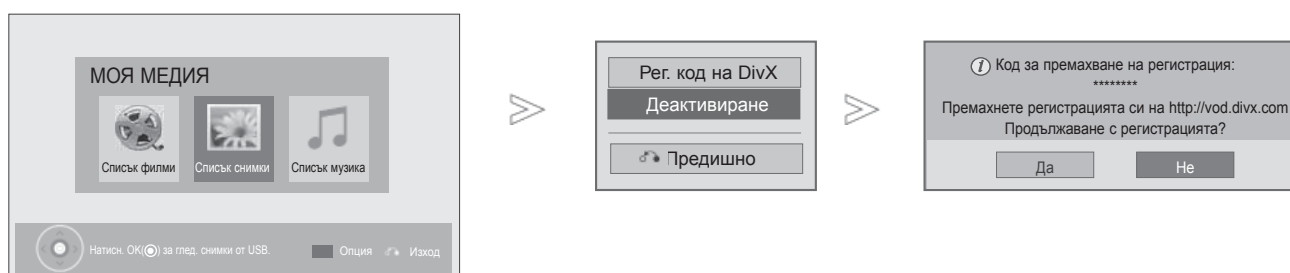 МОЯ МЕДИЯ
Списък филми
Списък снимки
Списък музика
Натисн. ОК(◉) за глед. снимки от USB.
Опция
Изход
Рег. код на DivX
Деактивиране
Предишно
Код за премахване на регистрация:
********
Премахнете регистрацията си на http://vod.divx.com
Продължаване с регистрацията?
Да
Не